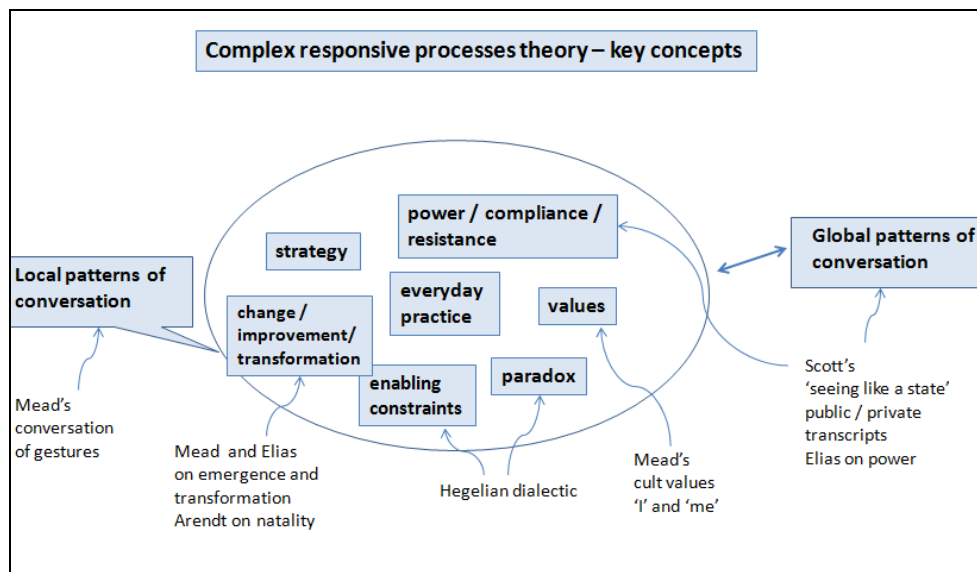 Complex responsive processes theory – key concepts
power / compliance /
resistance
strategy
Global patterns of
conversation
Local patterns of
conversation
everyday
practice
values
change /
improvement/
transformation
enabling
constraints
paradox
Mead's
conversation
of gestures
Mead and Elias
on emergence and
transformation
Arendt on natality
Hegelian dialectic
Mead's
cult values
'I' and 'me'
Scott's
'seeing like a state'
public / private
transcripts
Elias on power